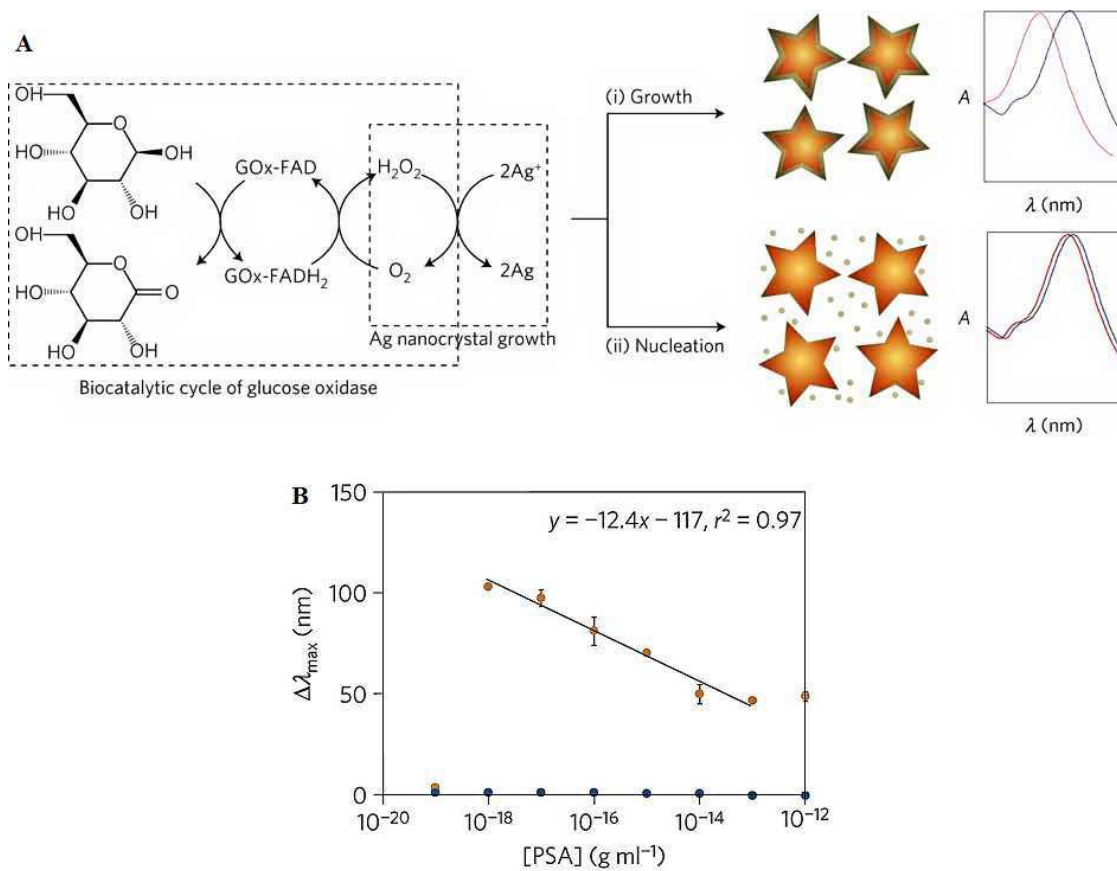 A
OH
O
HO
OH
HO
OH
GOx-FAD
H₂O₂
2Ag⁺
OH
O
HO
O
HO
OH
GOx-FADH₂
O₂
2Ag
Ag nanocrystal growth
Biocatalytic cycle of glucose oxidase
(i) Growth
A
λ (nm)
(ii) Nucleation
A
λ (nm)
B
150
100
50
0
Δλmax (nm)
y = −12.4x − 117, r² = 0.97
10⁻²⁰
10⁻¹⁸
10⁻¹⁶
10⁻¹⁴
10⁻¹²
[PSA] (g ml⁻¹)